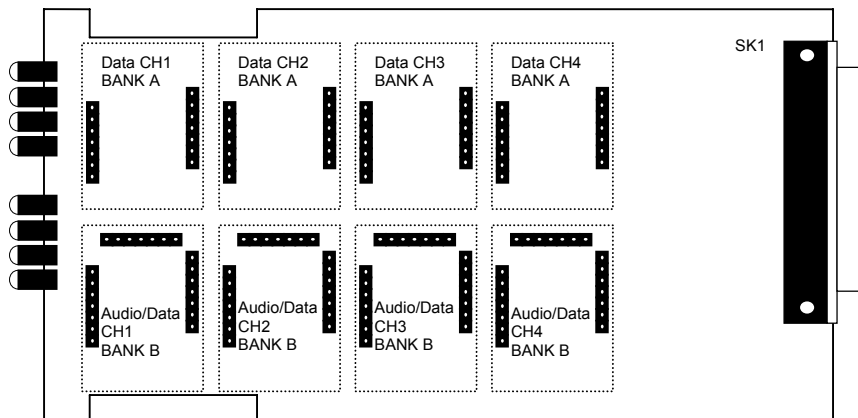 SK1
Data CH1
BANK A
Data CH2
BANK A
Data CH3
BANK A
Data CH4
BANK A
Audio/Data
CH1
BANK B
Audio/Data
CH2
BANK B
Audio/Data
CH3
BANK B
Audio/Data
CH4
BANK B